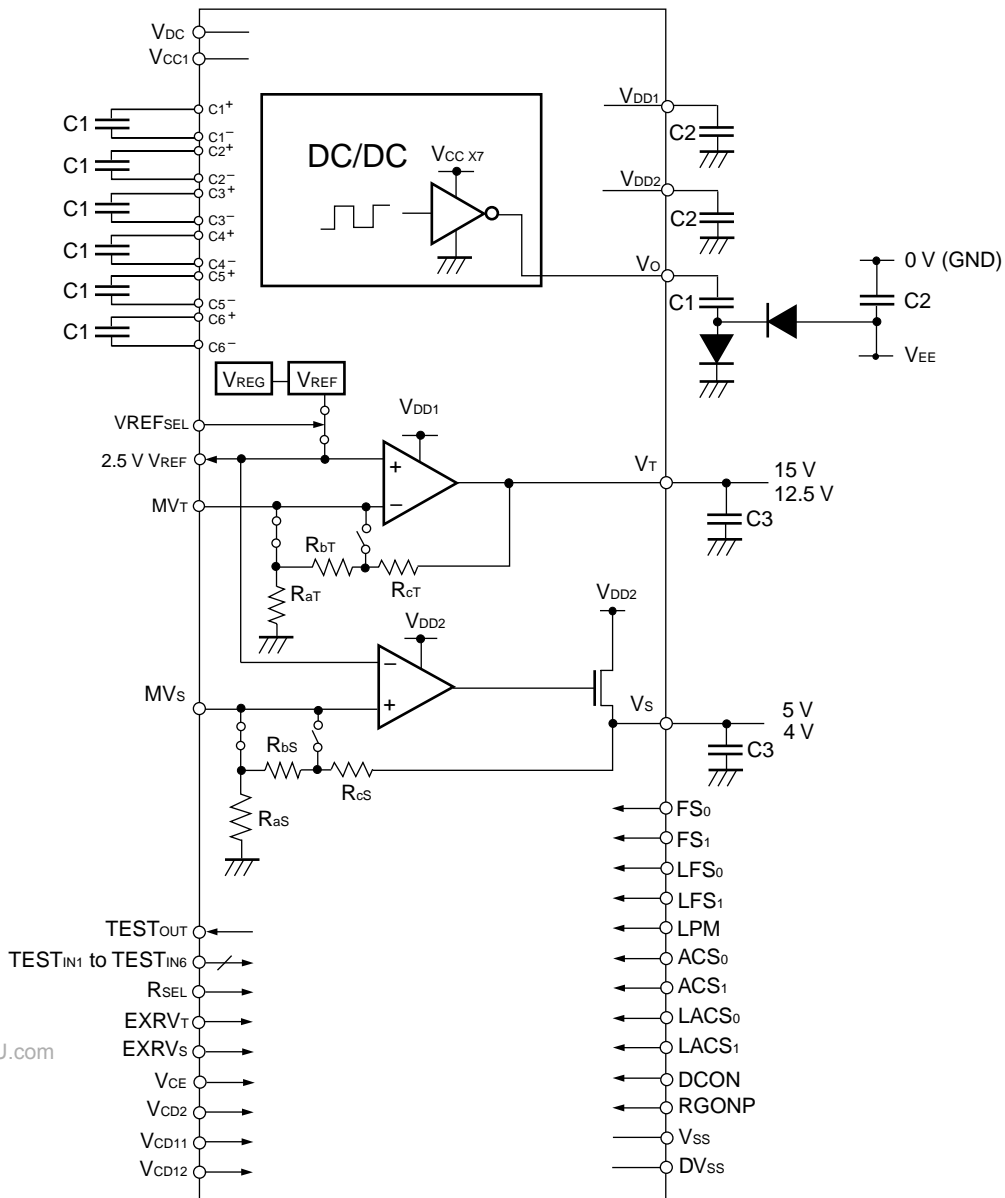 VDC
VCC1
C1 C1+
C1−
C1 C2+
C2−
C1 C3+
C3−
C1 C4+
C4−
C1 C5+
C5−
C1 C6+
C6−
DC/DC
VCC X7
VDD1
C2
VDD2
C2
VO
C1
0 V (GND)
C2
VEE
VREG VREF
VREFSEL
2.5 V VREF
MVT
VDD1
+
−
RbT
RcT
RaT
VT
15 V
12.5 V
C3
VDD2
VDD2
−
+
MVS
RbS
RcS
RaS
VS
5 V
4 V
C3
FS0
FS1
LFS0
LFS1
LPM
ACS0
ACS1
LACS0
LACS1
DCON
RGONP
VSS
DVSS
TESTOUT
TESTIN1 to TESTIN6
RSEL
EXRVT
EXRVS
VCE
VCD2
VCD11
VCD12
J.com